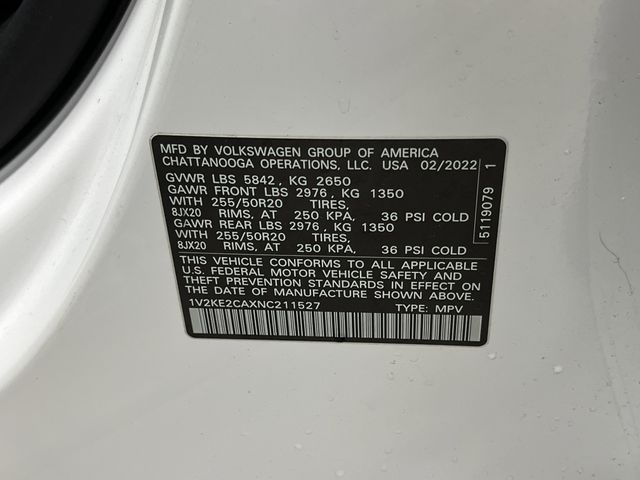 MFD BY VOLKSWAGEN GROUP OF AMERICA
CHATTANOOGA OPERATIONS, LLC. USA 02/2022
GVWR LBS 5842, KG 2650
GAWR FRONT LBS 2976, KG 1350
WITH 255/50R20 TIRES,
8JX20 RIMS, AT 250 KPA, 36 PSI COLD
GAWR REAR LBS 2976, KG 1350
WITH 255/50R20 TIRES,
8JX20 RIMS, AT 250 KPA, 36 PSI COLD
THIS VEHICLE CONFORMS TO ALL APPLICABLE
U.S. FEDERAL MOTOR VEHICLE SAFETY AND
THEFT PREVENTION STANDARDS IN EFFECT ON
THE DATE OF MANUFACTURE SHOWN ABOVE.
1V2KE2CAXNC211527 TYPE: MPV
5119079 1